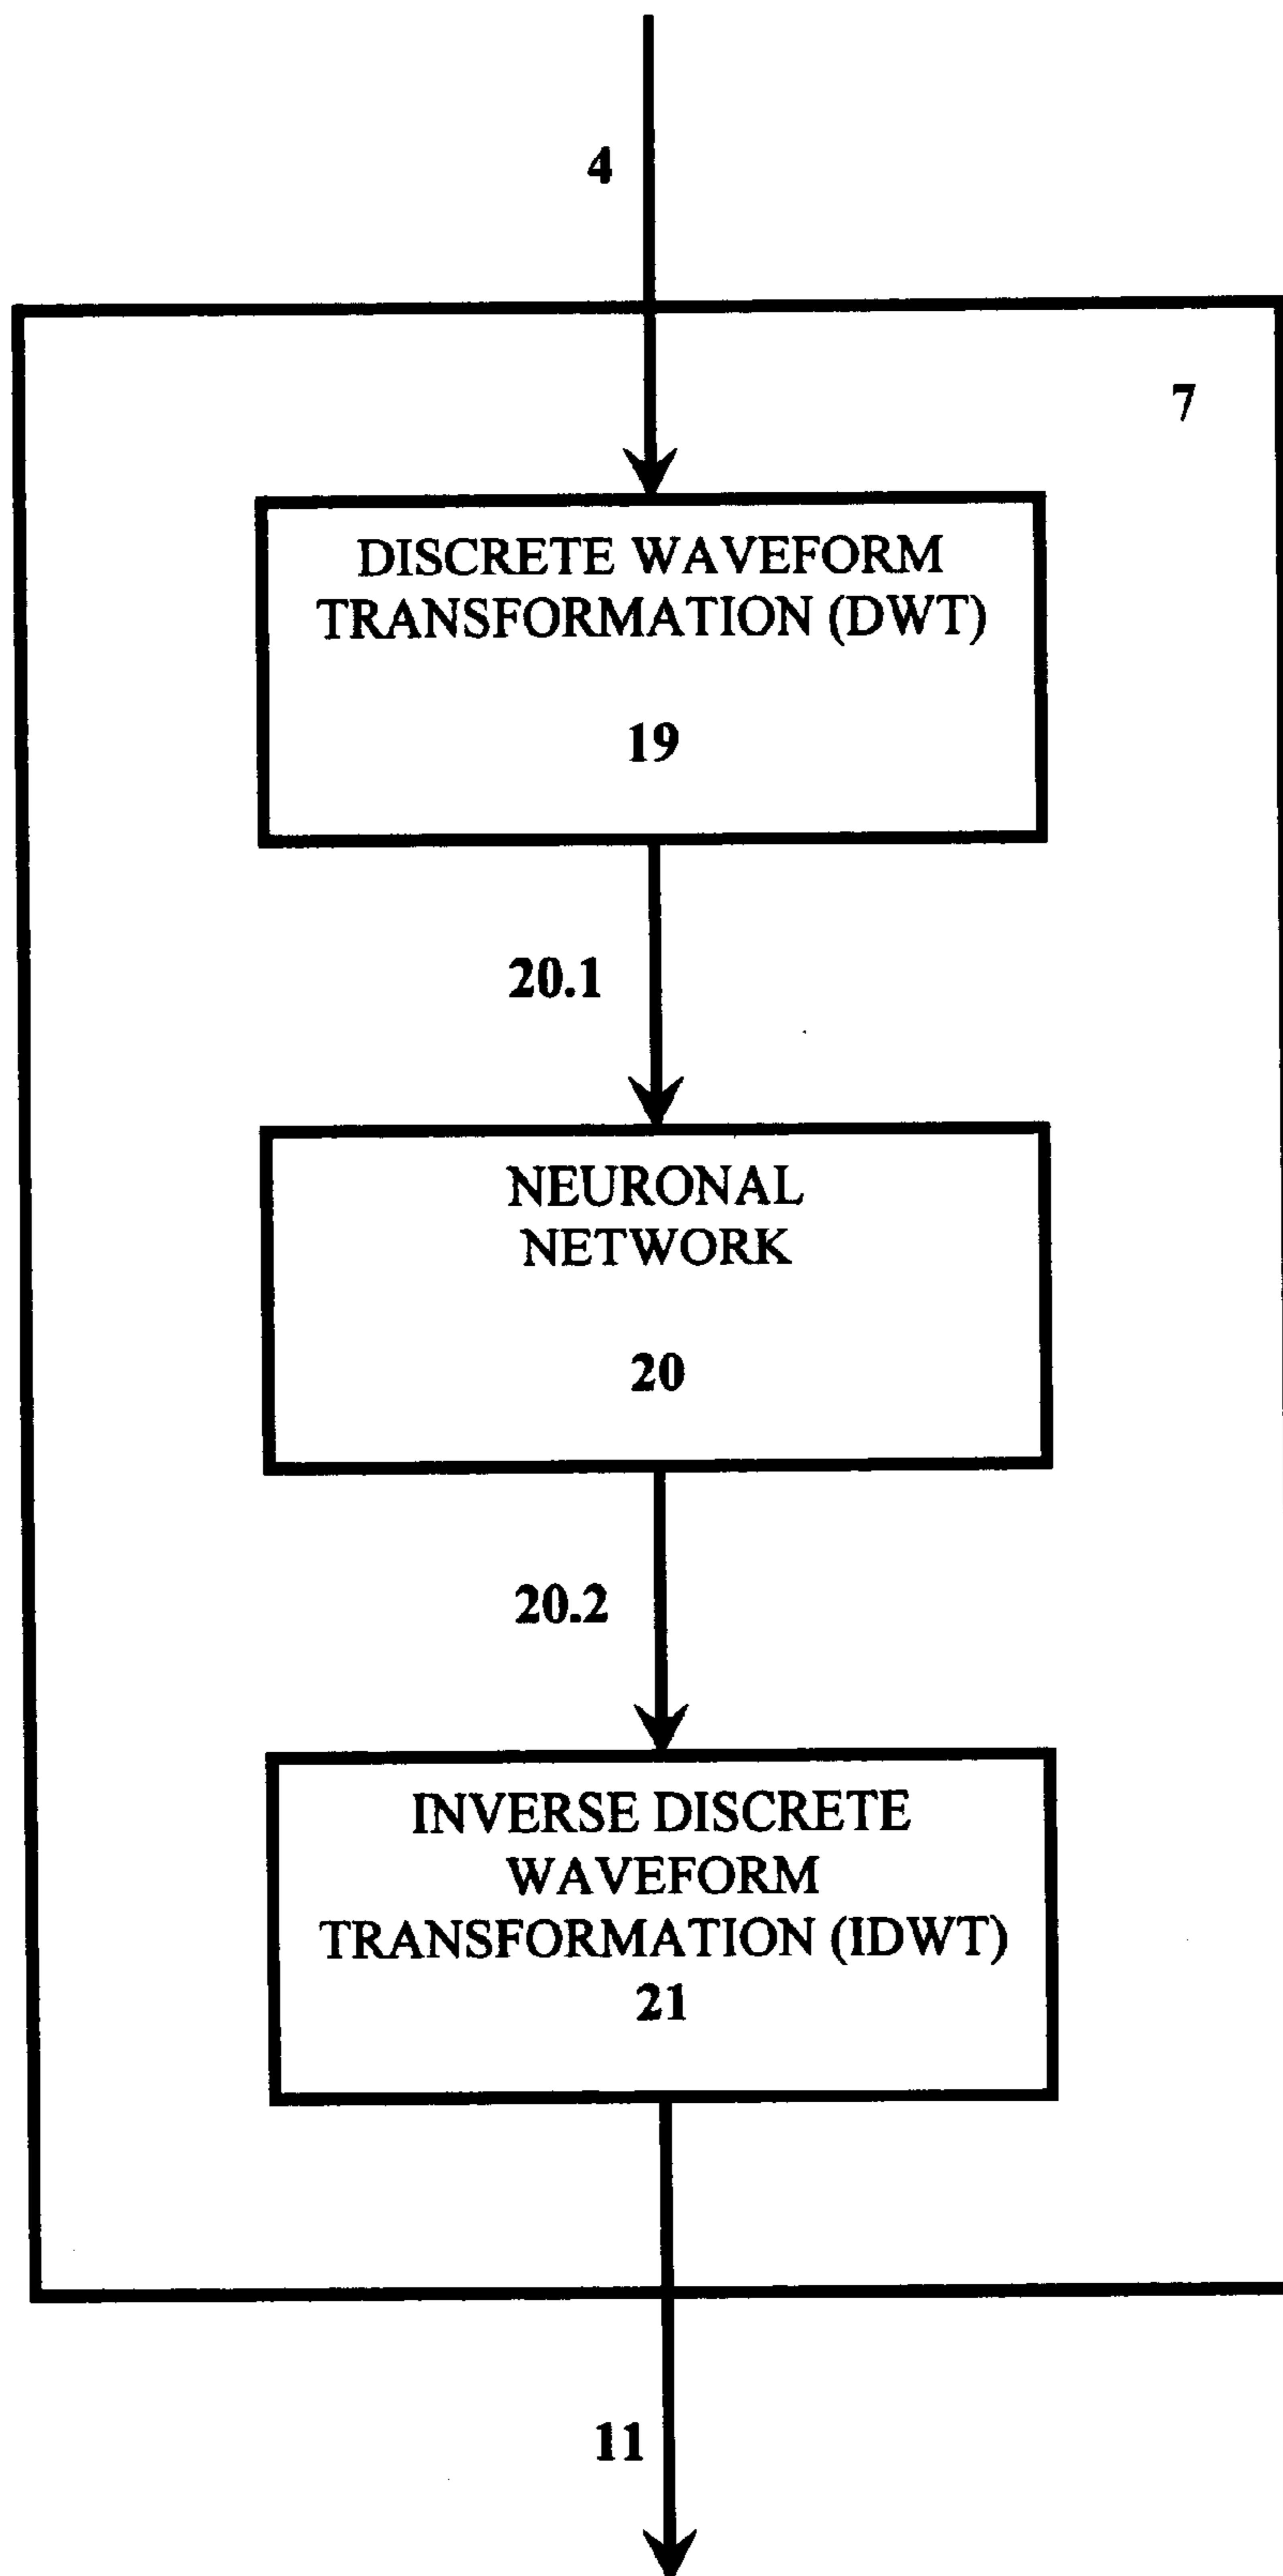 4
7
DISCRETE WAVEFORM
TRANSFORMATION (DWT)
19
20.1
NEURONAL
NETWORK
20
20.2
INVERSE DISCRETE
WAVEFORM
TRANSFORMATION (IDWT)
21
11